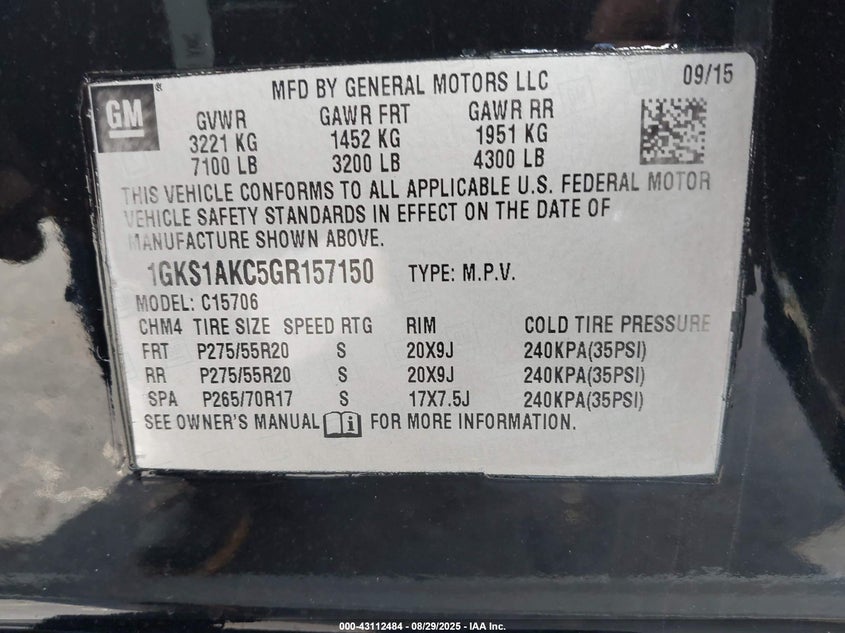 GM ®
MFD BY GENERAL MOTORS LLC 09/15
GVWR GAWR FRT GAWR RR
3221 KG 1452 KG 1951 KG
7100 LB 3200 LB 4300 LB
THIS VEHICLE CONFORMS TO ALL APPLICABLE U.S. FEDERAL MOTOR
VEHICLE SAFETY STANDARDS IN EFFECT ON THE DATE OF
MANUFACTURE SHOWN ABOVE.
1GKS1AKC5GR157150 TYPE: M.P.V.
MODEL: C15706
CHM4 TIRE SIZE SPEED RTG RIM COLD TIRE PRESSURE
FRT P275/55R20 S 20X9J 240KPA(35PSI)
RR P275/55R20 S 20X9J 240KPA(35PSI)
SPA P265/70R17 S 17X7.5J 240KPA(35PSI)
SEE OWNER'S MANUAL FOR MORE INFORMATION.
000-43112484 - 08/29/2025 - IAA Inc.